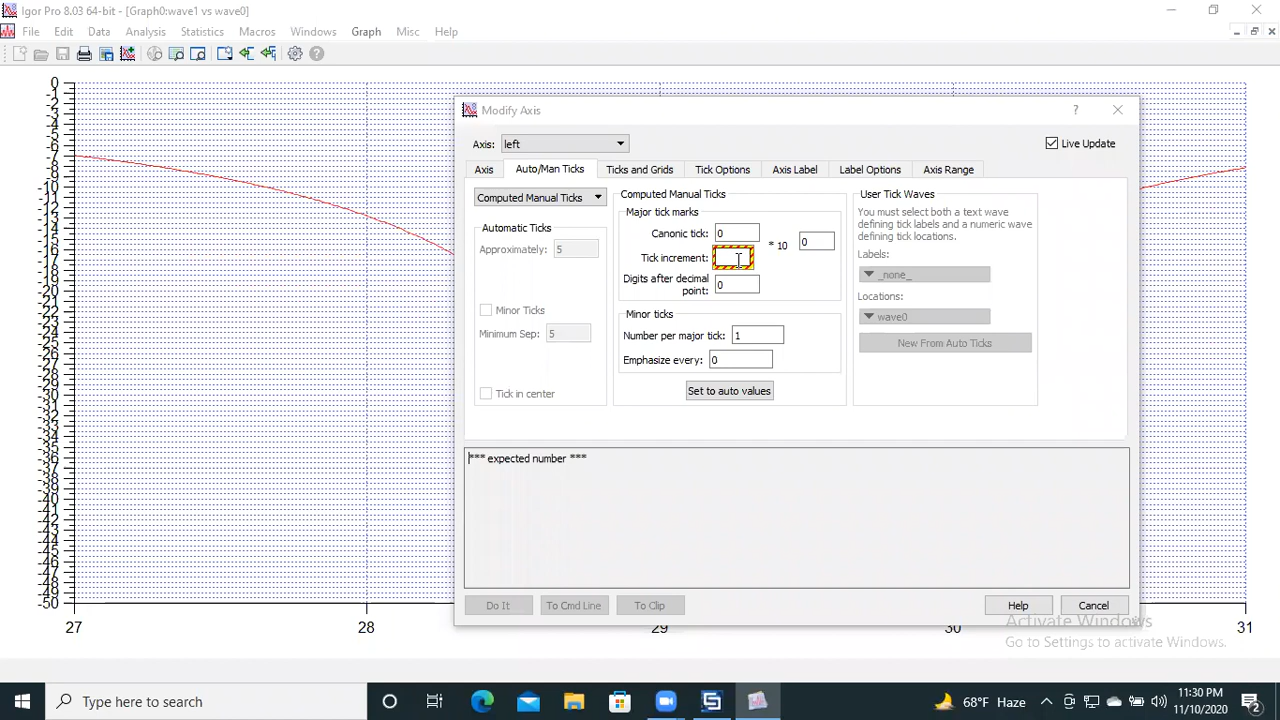 Igor Pro 8.03 64-bit - [Graph0:wave1 vs wave0]
File Edit Data Analysis Statistics Macros Windows Graph Misc Help
Modify Axis
?
Axis: left
Live Update
Axis Auto/Man Ticks Ticks and Grids Tick Options Axis Label Label Options Axis Range
Computed Manual Ticks
Automatic Ticks
Approximately: 5
Minor Ticks
Minimum Sep: 5
Tick in center
Computed Manual Ticks
Major tick marks
Canonic tick: 0
* 10 0
Tick increment:
Digits after decimal
point: 0
Minor ticks
Number per major tick: 1
Emphasize every: 0
Set to auto values
User Tick Waves
You must select both a text wave
defining tick labels and a numeric wave
defining tick locations.
Labels:
_none_
Locations:
wave0
New From Auto Ticks
*** expected number ***
Do It To Cmd Line To Clip Help Cancel
0
-1
-2
-3
-4
-5
-6
-7
-8
-9
-10
-11
-12
-13
-14
-15
-16
-17
-18
-19
-20
-21
-22
-23
-24
-25
-26
-27
-28
-29
-30
-31
-32
-33
-34
-35
-36
-37
-38
-39
-40
-41
-42
-43
-44
-45
-46
-47
-48
-49
-50
27 28 29 30 31
Activate Windows
Go to Settings to activate Windows.
Type here to search
68°F Haze
11:30 PM
11/10/2020
2